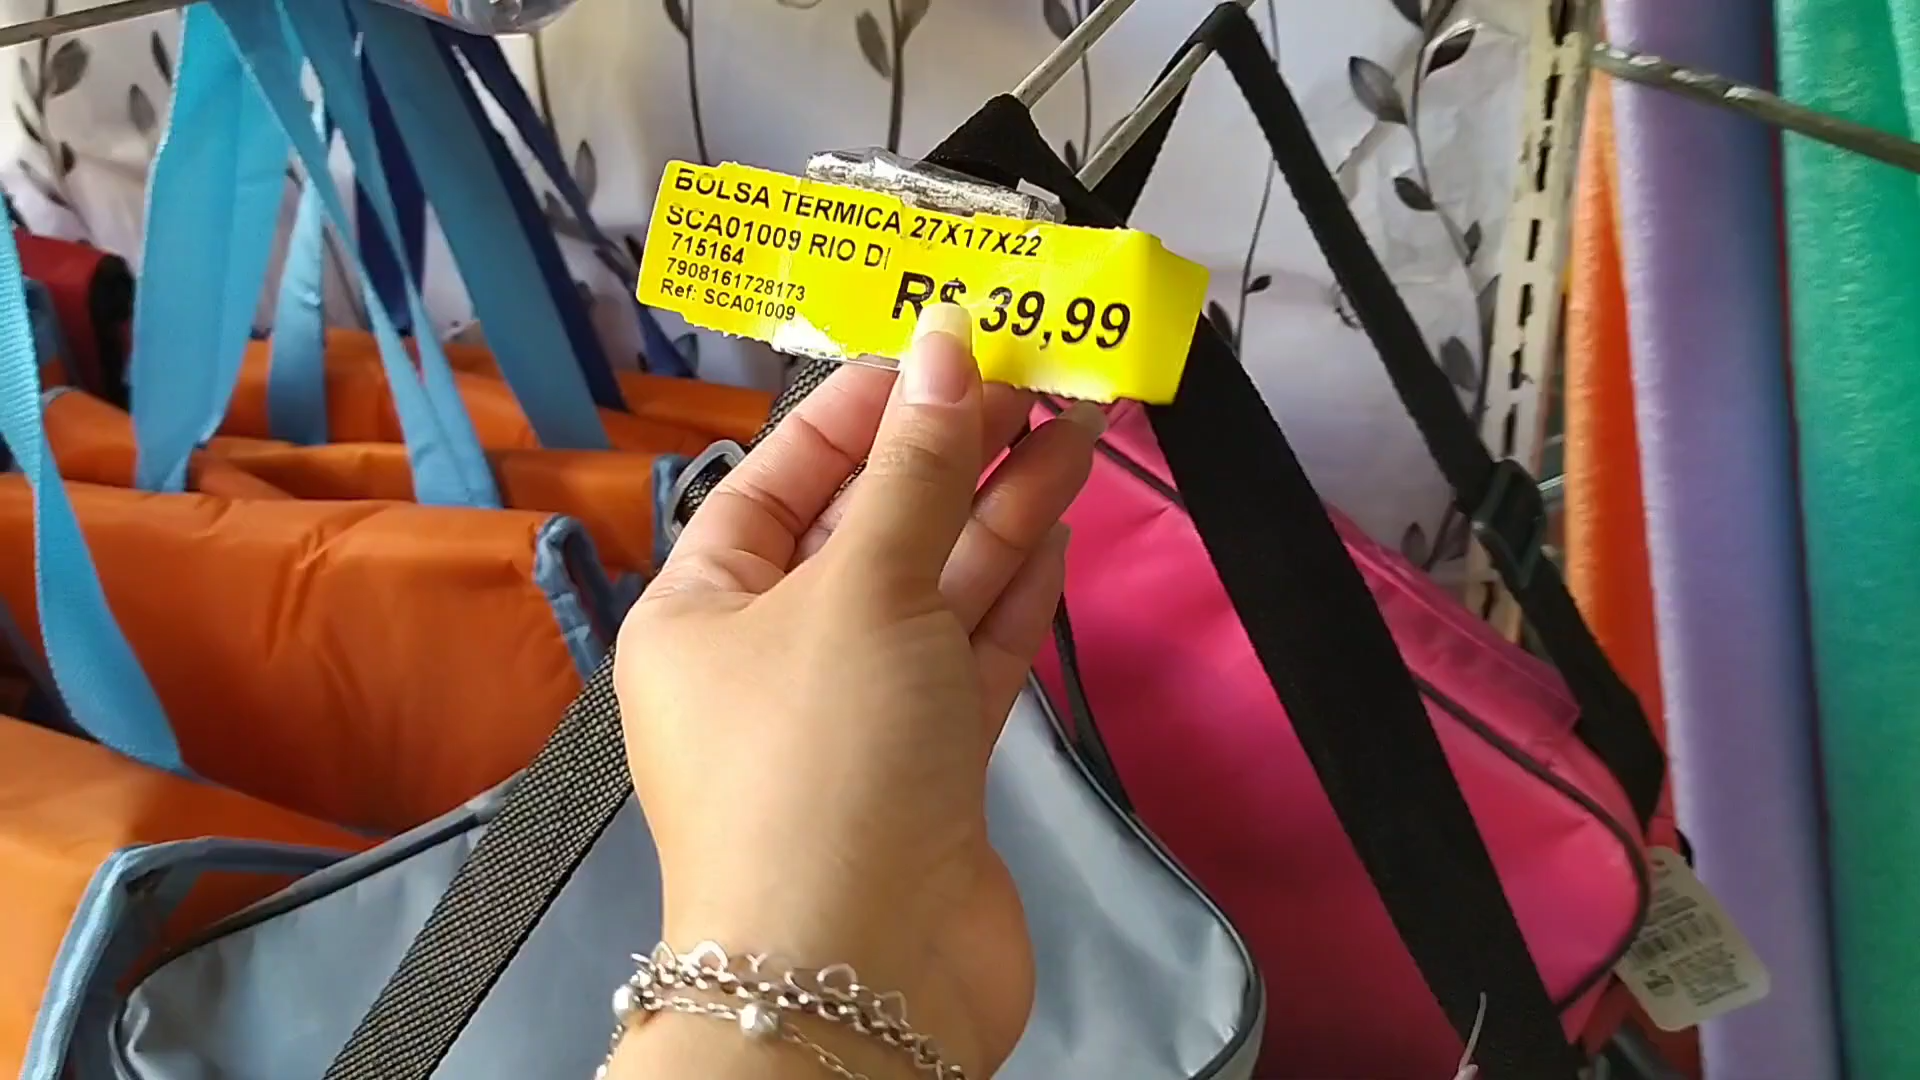 BOLSA TERMICA 27X17X22
SCA01009 RIO DI
715164
7908161728173
Ref: SCA01009
R$ 39,99